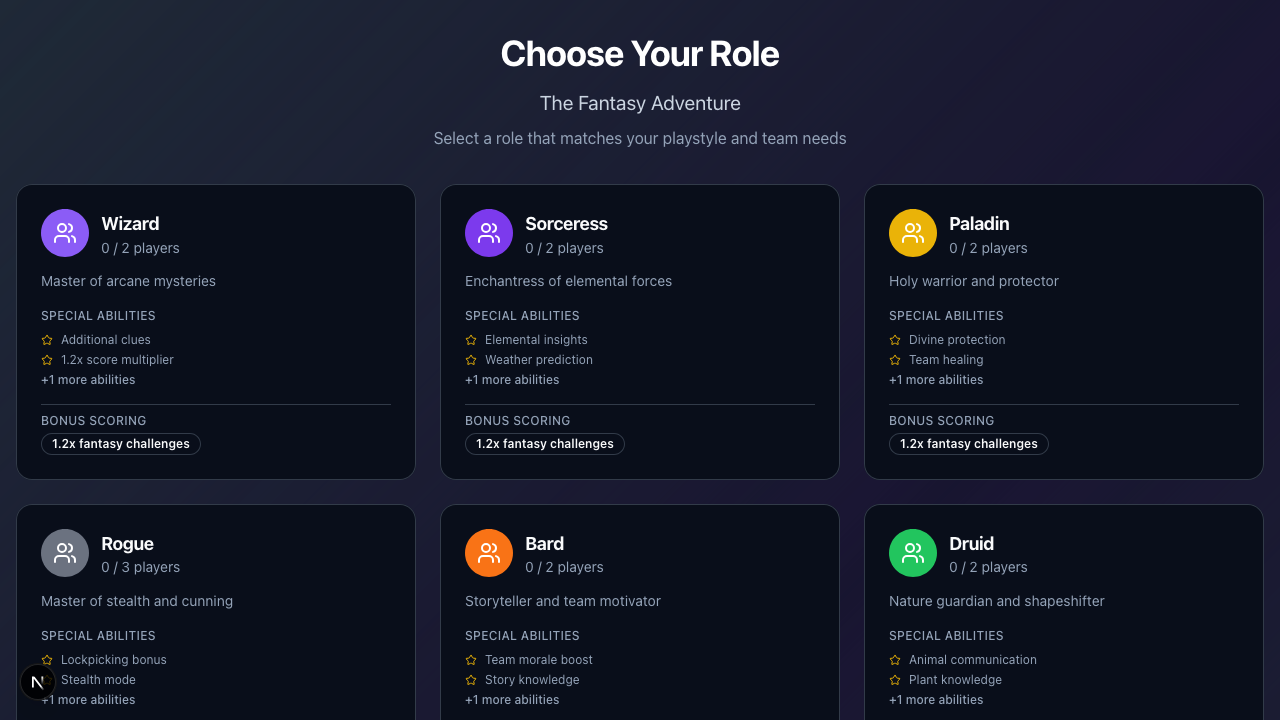 Choose Your Role
The Fantasy Adventure
Select a role that matches your playstyle and team needs
Wizard
0 / 2 players
Master of arcane mysteries
SPECIAL ABILITIES
Additional clues
1.2x score multiplier
+1 more abilities
BONUS SCORING
1.2x fantasy challenges
Sorceress
0 / 2 players
Enchantress of elemental forces
SPECIAL ABILITIES
Elemental insights
Weather prediction
+1 more abilities
BONUS SCORING
1.2x fantasy challenges
Paladin
0 / 2 players
Holy warrior and protector
SPECIAL ABILITIES
Divine protection
Team healing
+1 more abilities
BONUS SCORING
1.2x fantasy challenges
Rogue
0 / 3 players
Master of stealth and cunning
SPECIAL ABILITIES
Lockpicking bonus
Stealth mode
+1 more abilities
N
Bard
0 / 2 players
Storyteller and team motivator
SPECIAL ABILITIES
Team morale boost
Story knowledge
+1 more abilities
Druid
0 / 2 players
Nature guardian and shapeshifter
SPECIAL ABILITIES
Animal communication
Plant knowledge
+1 more abilities